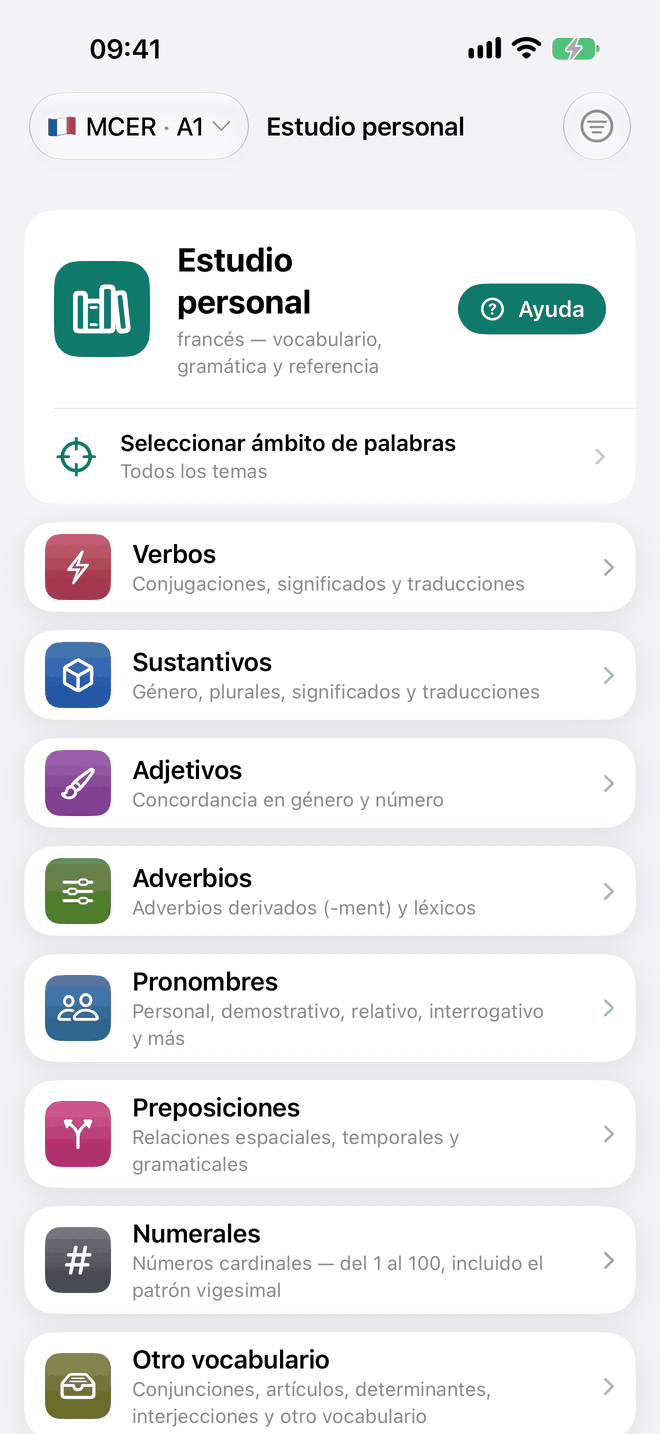 09:41
🇫🇷 MCER · A1
Estudio personal
Estudio
personal
francés — vocabulario,
gramática y referencia
Ayuda
Seleccionar ámbito de palabras
Todos los temas
Verbos
Conjugaciones, significados y traducciones
Sustantivos
Género, plurales, significados y traducciones
Adjetivos
Concordancia en género y número
Adverbios
Adverbios derivados (-ment) y léxicos
Pronombres
Personal, demostrativo, relativo, interrogativo
y más
Preposiciones
Relaciones espaciales, temporales y
gramaticales
#
Numerales
Números cardinales — del 1 al 100, incluido el
patrón vigesimal
Otro vocabulario
Conjunciones, artículos, determinantes,
interjecciones y otro vocabulario